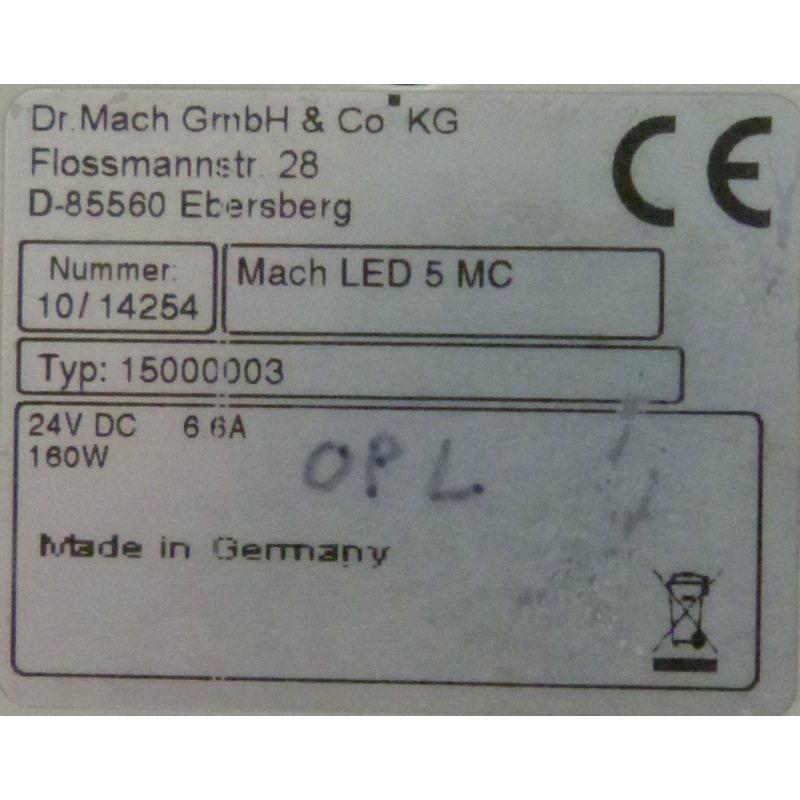 Dr. Mach GmbH & Co KG
Flossmannstr. 28
D-85560 Ebersberg
CE
Nummer:
10/14254
Mach LED 5 MC
Typ: 15000003
24V DC 6.6A
160W
OPL
Made in Germany